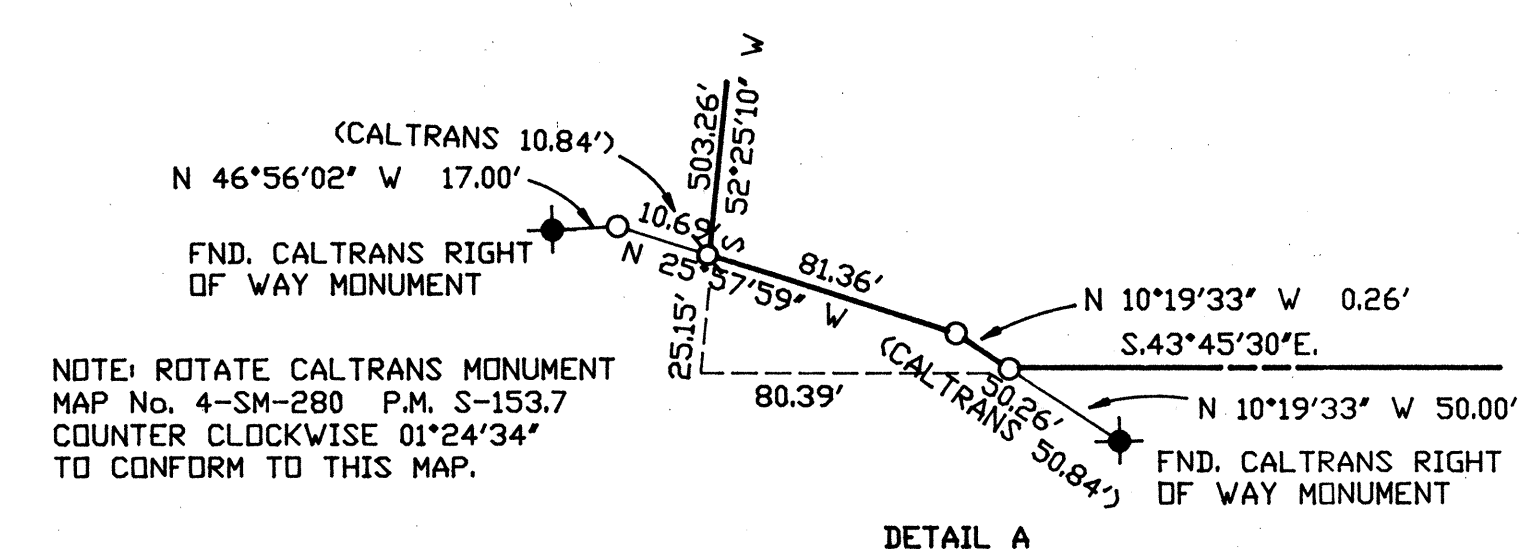 (CALTRANS 10.84')
N 46°56'02" W 17.00'
FND. CALTRANS RIGHT
OF WAY MONUMENT
503.26'
S 52°25'10" W
10.69'
N 25°57'59" W
81.36'
25.15'
80.39'
N 10°19'33" W 0.26'
S.43°45'30"E.
50.26'
(CALTRANS 50.84')
N 10°19'33" W 50.00'
FND. CALTRANS RIGHT
OF WAY MONUMENT
NOTE: ROTATE CALTRANS MONUMENT
MAP No. 4-SM-280 P.M. S-153.7
COUNTER CLOCKWISE 01°24'34"
TO CONFORM TO THIS MAP.
DETAIL A